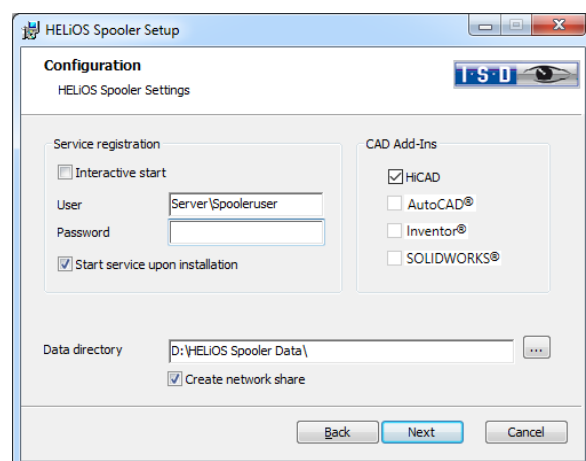 HELiOS Spooler Setup
Configuration
HELiOS Spooler Settings
I·S·D
Service registration
Interactive start
User Server\Spooleruser
Password
Start service upon installation
CAD Add-Ins
HiCAD
AutoCAD®
Inventor®
SOLIDWORKS®
Data directory D:\HELiOS Spooler Data\ ...
Create network share
Back Next Cancel